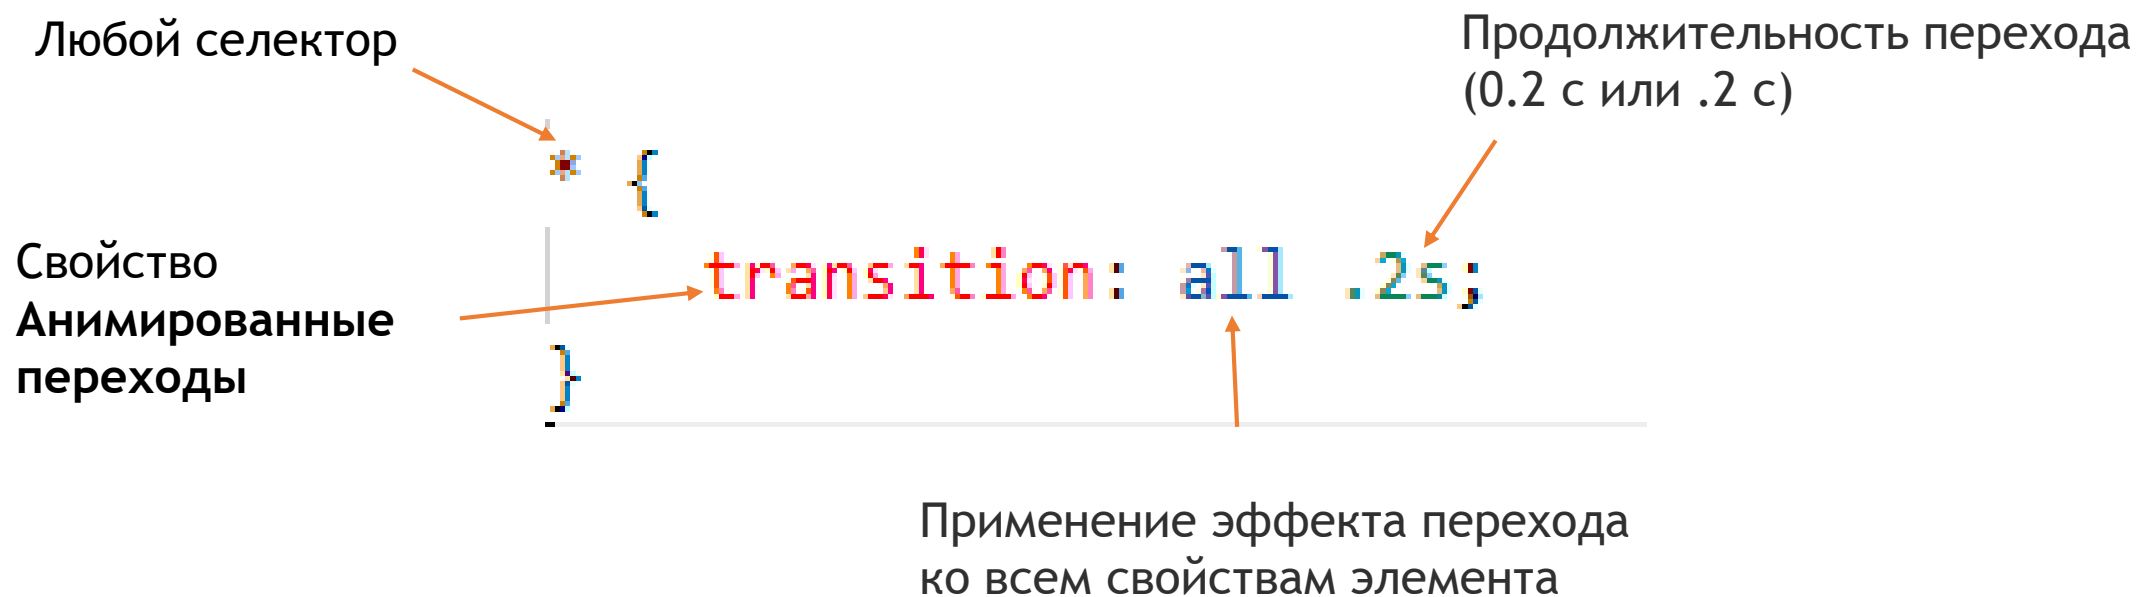 Любой селектор
Продолжительность перехода
(0.2 с или .2 с)
* {
Свойство
Анимированные
переходы
transition: all .2s;
}
Применение эффекта перехода
ко всем свойствам элемента